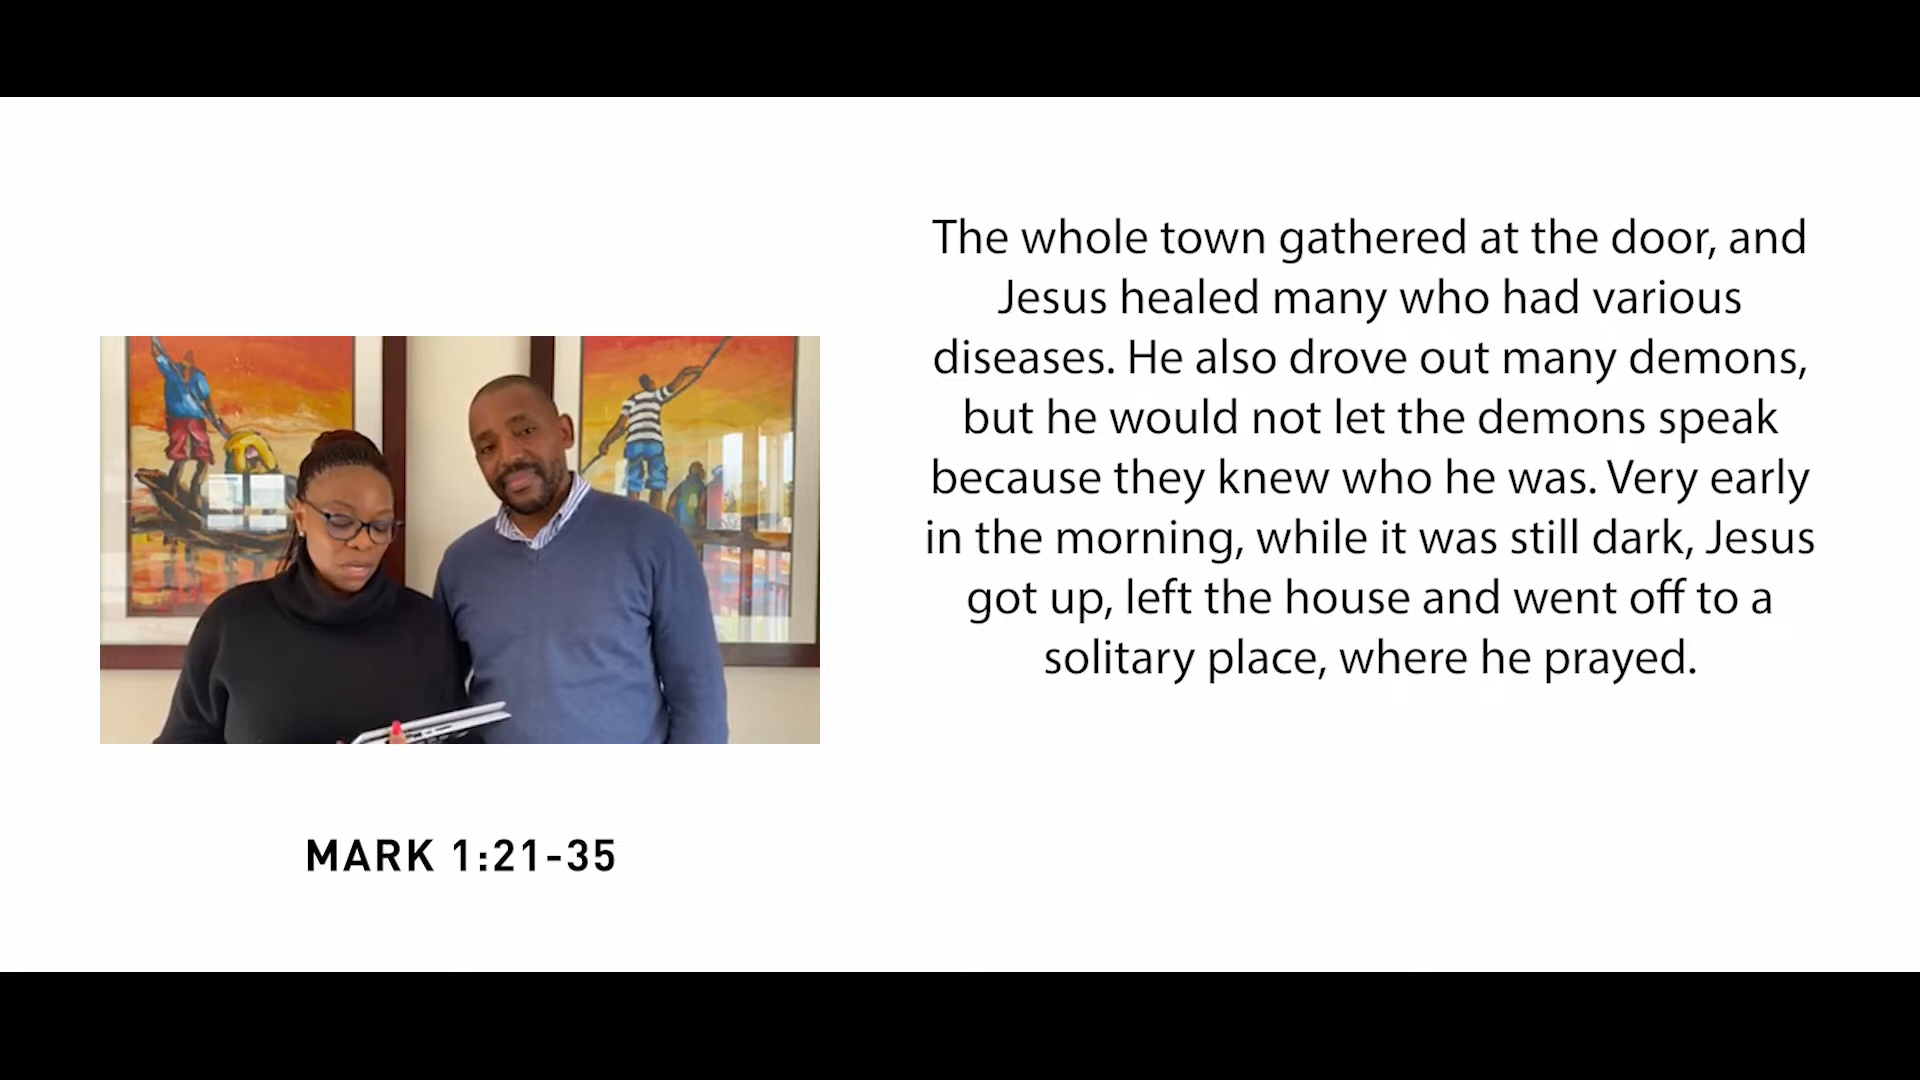 The whole town gathered at the door, and
Jesus healed many who had various
diseases. He also drove out many demons,
but he would not let the demons speak
because they knew who he was. Very early
in the morning, while it was still dark, Jesus
got up, left the house and went off to a
solitary place, where he prayed.
MARK 1:21-35